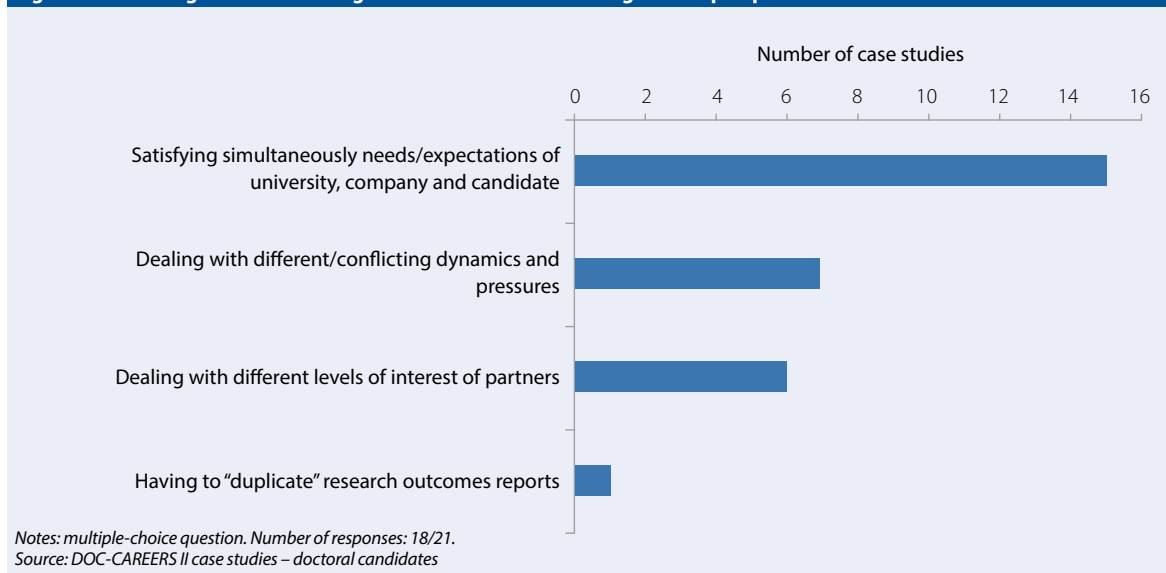 Number of case studies
0 2 4 6 8 10 12 14 16
Satisfying simultaneously needs/expectations of
university, company and candidate
Dealing with different/conflicting dynamics and
pressures
Dealing with different levels of interest of partners
Having to “duplicate” research outcomes reports
Notes: multiple-choice question. Number of responses: 18/21.
Source: DOC-CAREERS II case studies – doctoral candidates